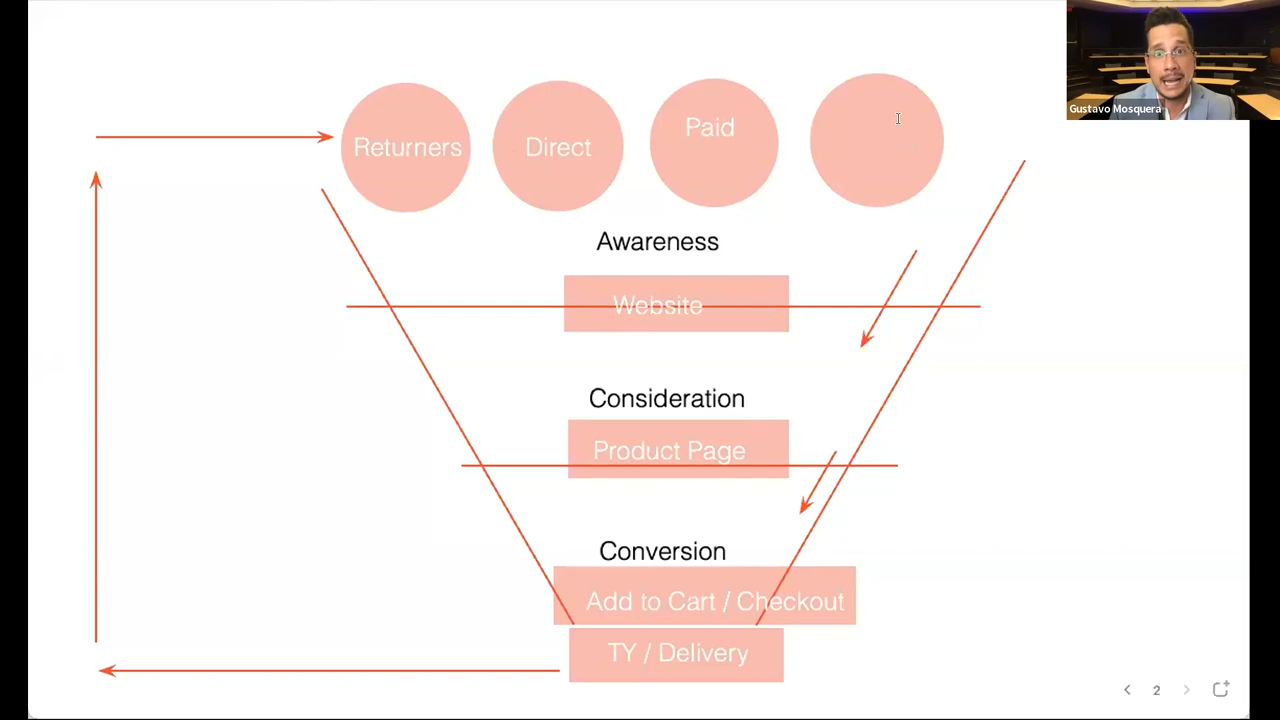 Gustavo Mosquera
Returners
Direct
Paid
Awareness
Website
Consideration
Product Page
Conversion
Add to Cart / Checkout
TY / Delivery
2